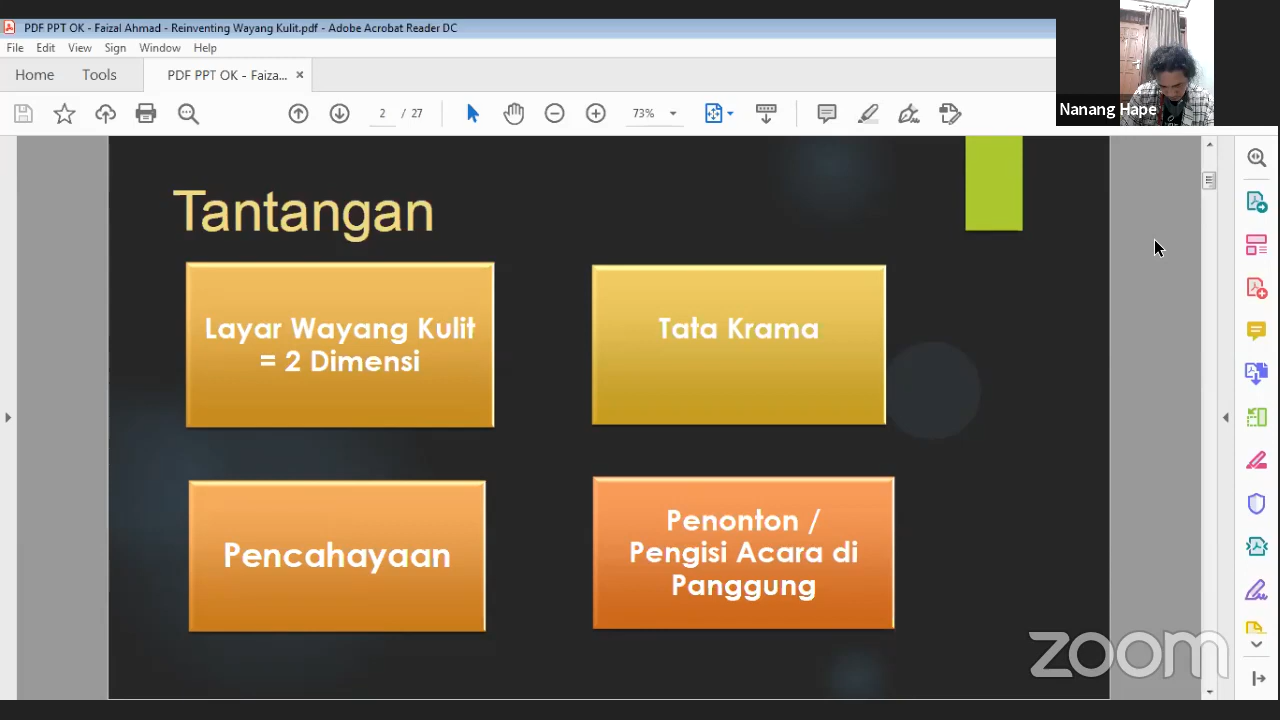 PDF PPT OK - Faizal Ahmad - Reinventing Wayang Kulit.pdf - Adobe Acrobat Reader DC
File Edit View Sign Window Help
Home Tools PDF PPT OK - Faiza... ×
2 / 27 73%
Nanang Hape
Tantangan
Layar Wayang Kulit
= 2 Dimensi
Tata Krama
Pencahayaan
Penonton /
Pengisi Acara di
Panggung
zoom